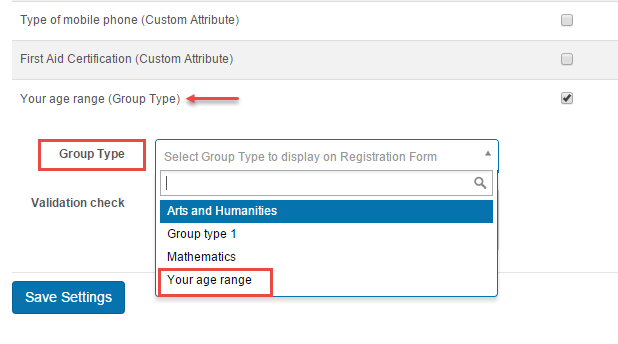 Type of mobile phone (Custom Attribute)
First Aid Certification (Custom Attribute)
Your age range (Group Type)
Group Type
Select Group Type to display on Registration Form
Arts and Humanities
Validation check
Group type 1
Mathematics
Your age range
Save Settings